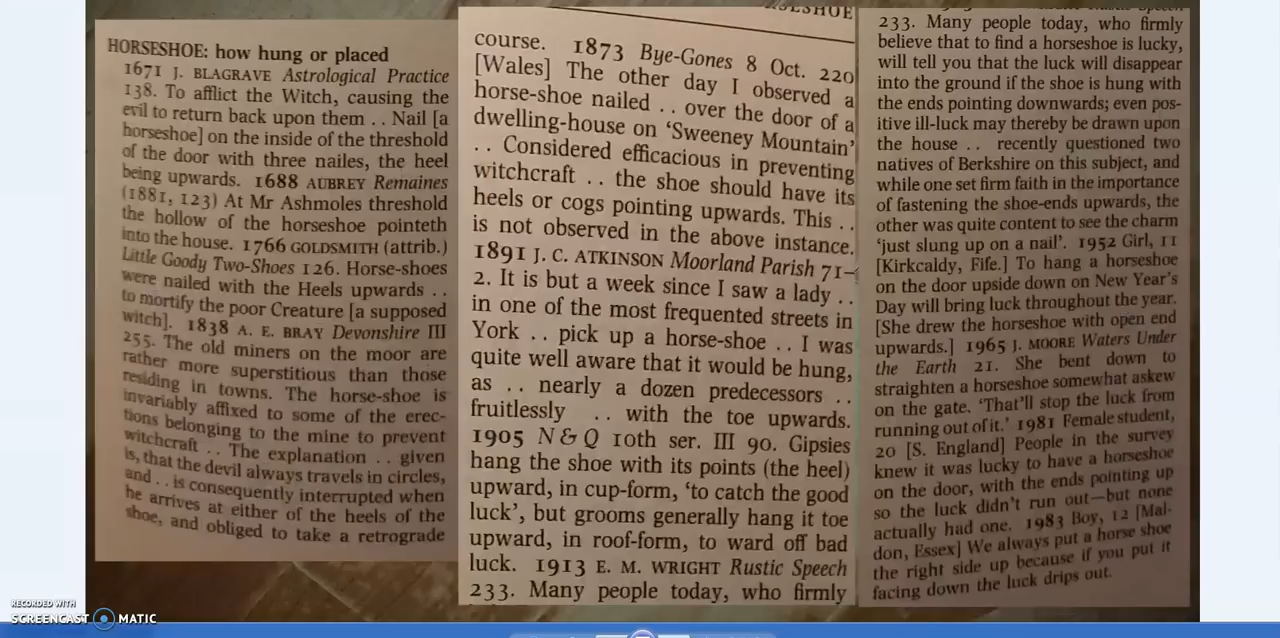 HORSESHOE: how hung or placed
1671 J. BLAGRAVE Astrological Practice
138. To afflict the Witch, causing the
evil to return back upon them . . Nail [a
horseshoe] on the inside of the threshold
of the door with three nailes, the heel
being upwards. 1688 AUBREY Remaines
(1881, 123) At Mr Ashmoles threshold
the hollow of the horseshoe pointeth
into the house. 1766 GOLDSMITH (attrib.)
Little Goody Two-Shoes 126. Horse-shoes
were nailed with the Heels upwards . .
to mortify the poor Creature [a supposed
witch]. 1838 A. E. BRAY Devonshire III
255. The old miners on the moor are
rather more superstitious than those
residing in towns. The horse-shoe is
invariably affixed to some of the erec-
tions belonging to the mine to prevent
witchcraft . . The explanation . . given
is, that the devil always travels in circles,
and . . is consequently interrupted when
he arrives at either of the heels of the
shoe, and obliged to take a retrograde
course. 1873 Bye-Gones 8 Oct. 220
[Wales] The other day I observed a
horse-shoe nailed . . over the door of a
dwelling-house on ‘Sweeney Mountain’
. . Considered efficacious in preventing
witchcraft . . the shoe should have its
heels or cogs pointing upwards. This . .
is not observed in the above instance.
1891 J. C. ATKINSON Moorland Parish 71–
2. It is but a week since I saw a lady . .
in one of the most frequented streets in
York . . pick up a horse-shoe . . I was
quite well aware that it would be hung,
as . . nearly a dozen predecessors . .
fruitlessly . . with the toe upwards.
1905 N & Q 10th ser. III 90. Gipsies
hang the shoe with its points (the heel)
upward, in cup-form, ‘to catch the good
luck’, but grooms generally hang it toe
upward, in roof-form, to ward off bad
luck. 1913 E. M. WRIGHT Rustic Speech
233. Many people today, who firmly
233. Many people today, who firmly
believe that to find a horseshoe is lucky,
will tell you that the luck will disappear
into the ground if the shoe is hung with
the ends pointing downwards; even pos-
itive ill-luck may thereby be drawn upon
the house . . recently questioned two
natives of Berkshire on this subject, and
while one set firm faith in the importance
of fastening the shoe-ends upwards, the
other was quite content to see the charm
‘just slung up on a nail’. 1952 Girl, 11
[Kirkcaldy, Fife.] To hang a horseshoe
on the door upside down on New Year’s
Day will bring luck throughout the year.
[She drew the horseshoe with open end
upwards.] 1965 J. MOORE Waters Under
the Earth 21. She bent down to
straighten a horseshoe somewhat askew
on the gate. ‘That’ll stop the luck from
running out of it.’ 1981 Female student,
20 [S. England] People in the survey
knew it was lucky to have a horseshoe
on the door, with the ends pointing up
so the luck didn’t run out—but none
actually had one. 1983 Boy, 12 [Mal-
don, Essex] We always put a horse shoe
the right side up because if you put it
facing down the luck drips out.
RECORDED WITH
SCREENCAST MATIC